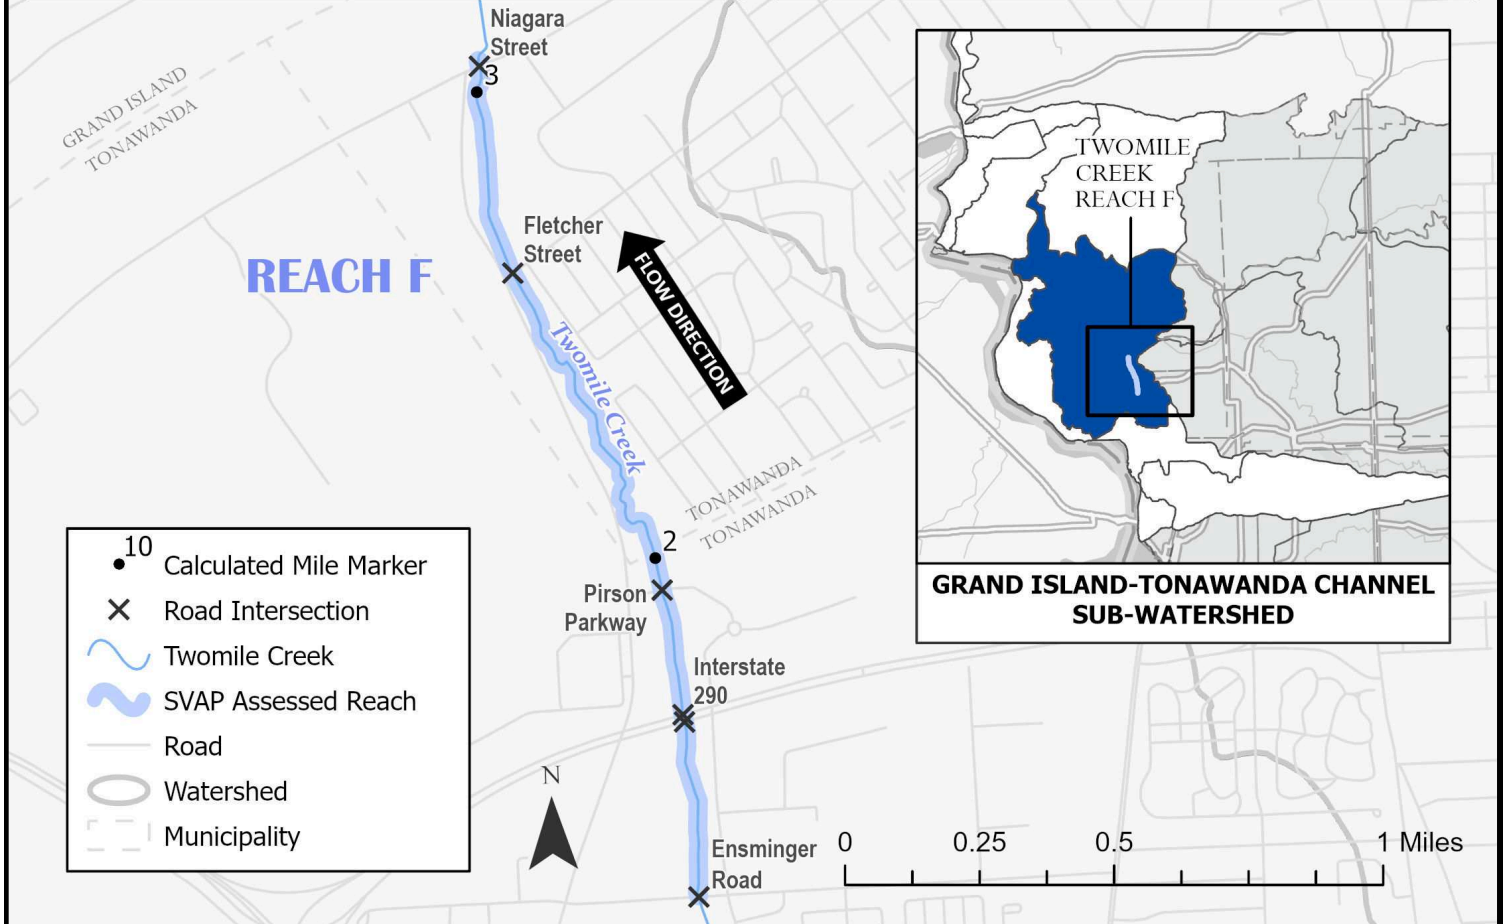 Niagara
Street
3
GRAND ISLAND
TONAWANDA
Fletcher
Street
REACH F
FLOW DIRECTION
Twomile Creek
TONAWANDA
TONAWANDA
2
Pirson
Parkway
Interstate
290
N
Ensminger
Road
10
Calculated Mile Marker
Road Intersection
Twomile Creek
SVAP Assessed Reach
Road
Watershed
Municipality
TWOMILE
CREEK
REACH F
GRAND ISLAND-TONAWANDA CHANNEL
SUB-WATERSHED
0 0.25 0.5 1 Miles